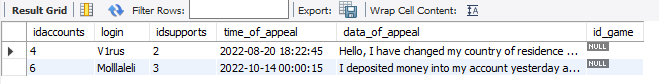 Result Grid Filter Rows: Export: Wrap Cell Content:
idaccounts login idsupports time_of_appeal data_of_appeal id_game
4 V1rus 2 2022-08-20 18:22:45 Hello, I have changed my country of residence ... NULL
6 Molllaleli 3 2022-10-14 00:00:15 I deposited money into my account yesterday a... NULL